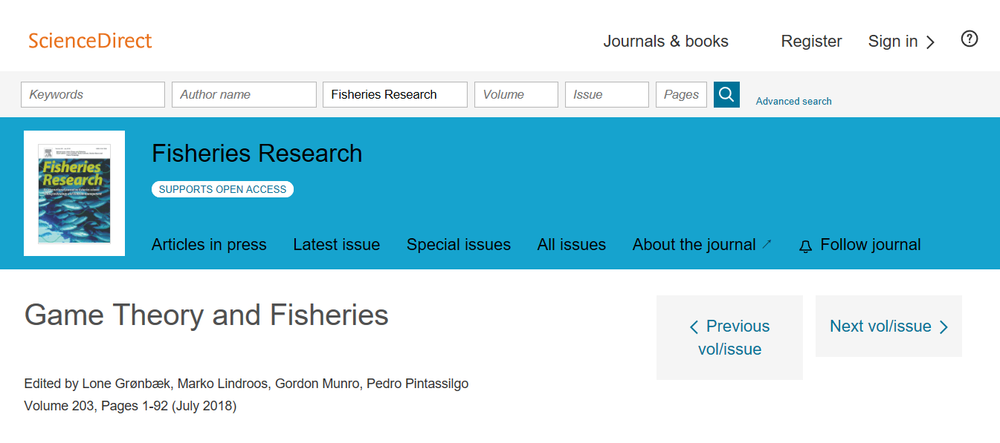 ScienceDirect
Journals & books
Register
Sign in
Keywords
Author name
Fisheries Research
Volume
Issue
Pages
Advanced search
Fisheries
Research
Fisheries Research
SUPPORTS OPEN ACCESS
Articles in press
Latest issue
Special issues
All issues
About the journal
Follow journal
Game Theory and Fisheries
Previous
vol/issue
Next vol/issue
Edited by Lone Grønbæk, Marko Lindroos, Gordon Munro, Pedro Pintassilgo
Volume 203, Pages 1-92 (July 2018)